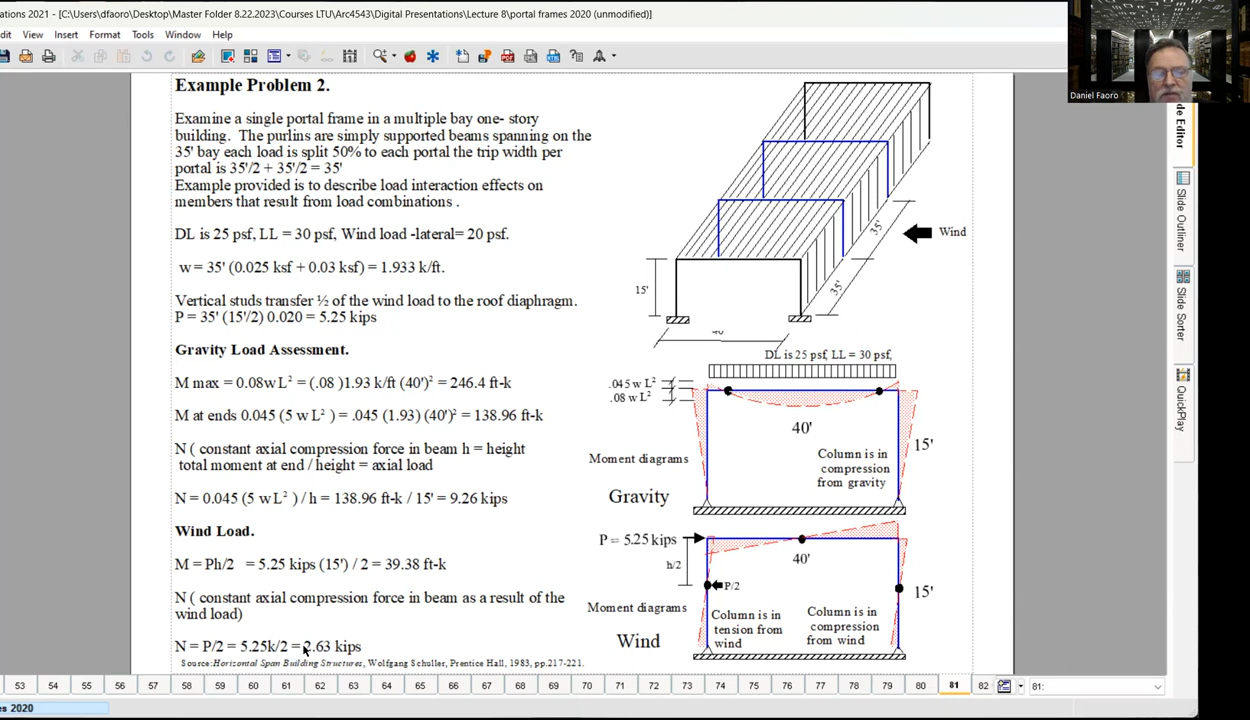 ations 2021 - [C:\Users\dfaoro\Desktop\Master Folder 8.22.2023\Courses LTU\Arc4543\Digital Presentations\Lecture 8\portal frames 2020 (unmodified)]
dit View Insert Format Tools Window Help
Daniel Faoro
Example Problem 2.
Examine a single portal frame in a multiple bay one- story
building. The purlins are simply supported beams spanning on the
35' bay each load is split 50% to each portal the trip width per
portal is 35'/2 + 35'/2 = 35'
Example provided is to describe load interaction effects on
members that result from load combinations .
DL is 25 psf, LL = 30 psf, Wind load -lateral= 20 psf.
w = 35' (0.025 ksf + 0.03 ksf) = 1.933 k/ft.
Vertical studs transfer ½ of the wind load to the roof diaphragm.
P = 35' (15'/2) 0.020 = 5.25 kips
Gravity Load Assessment.
M max = 0.08w L² = (.08 )1.93 k/ft (40')² = 246.4 ft-k
M at ends 0.045 (5 w L² ) = .045 (1.93) (40')² = 138.96 ft-k
N ( constant axial compression force in beam h = height
total moment at end / height = axial load
N = 0.045 (5 w L² ) / h = 138.96 ft-k / 15' = 9.26 kips
Wind Load.
M = Ph/2 = 5.25 kips (15') / 2 = 39.38 ft-k
N ( constant axial compression force in beam as a result of the
wind load)
N = P/2 = 5.25k/2 = 2.63 kips
Source:Horizontal Span Building Structures, Wolfgang Schuller, Prentice Hall, 1983, pp.217-221.
Wind
35'
35'
15'
DL is 25 psf, LL = 30 psf,
.045 w L²
.08 w L²
40'
15'
Column is in
compression
from gravity
Moment diagrams
Gravity
P = 5.25 kips
40'
h/2
P/2
15'
Moment diagrams
Wind
Column is in
tension from
wind
Column is in
compression
from wind
de Editor
Slide Outliner
Slide Sorter
QuickPlay
53 54 55 56 57 58 59 60 61 62 63 64 65 66 67 68 69 70 71 72 73 74 75 76 77 78 79 80 81 82 81:
es 2020